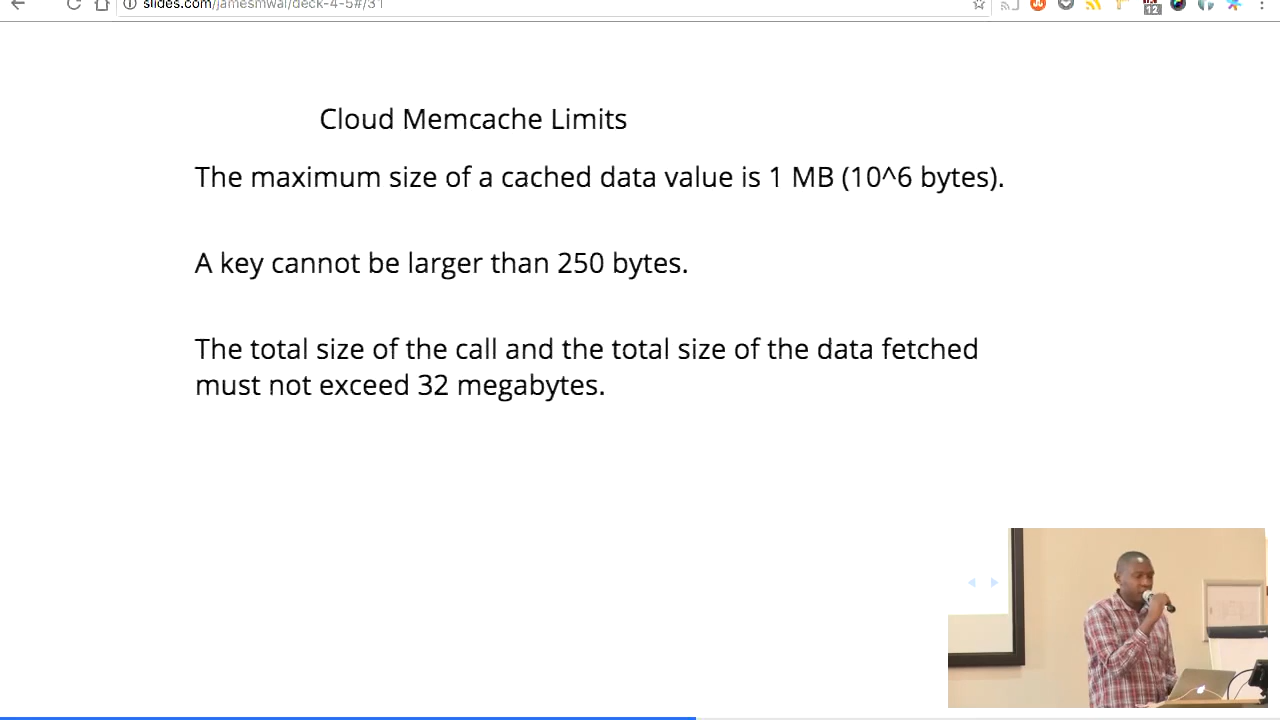 slides.com/jamesmwai/deck-4-5#/31
12
Cloud Memcache Limits
The maximum size of a cached data value is 1 MB (10^6 bytes).
A key cannot be larger than 250 bytes.
The total size of the call and the total size of the data fetched
must not exceed 32 megabytes.